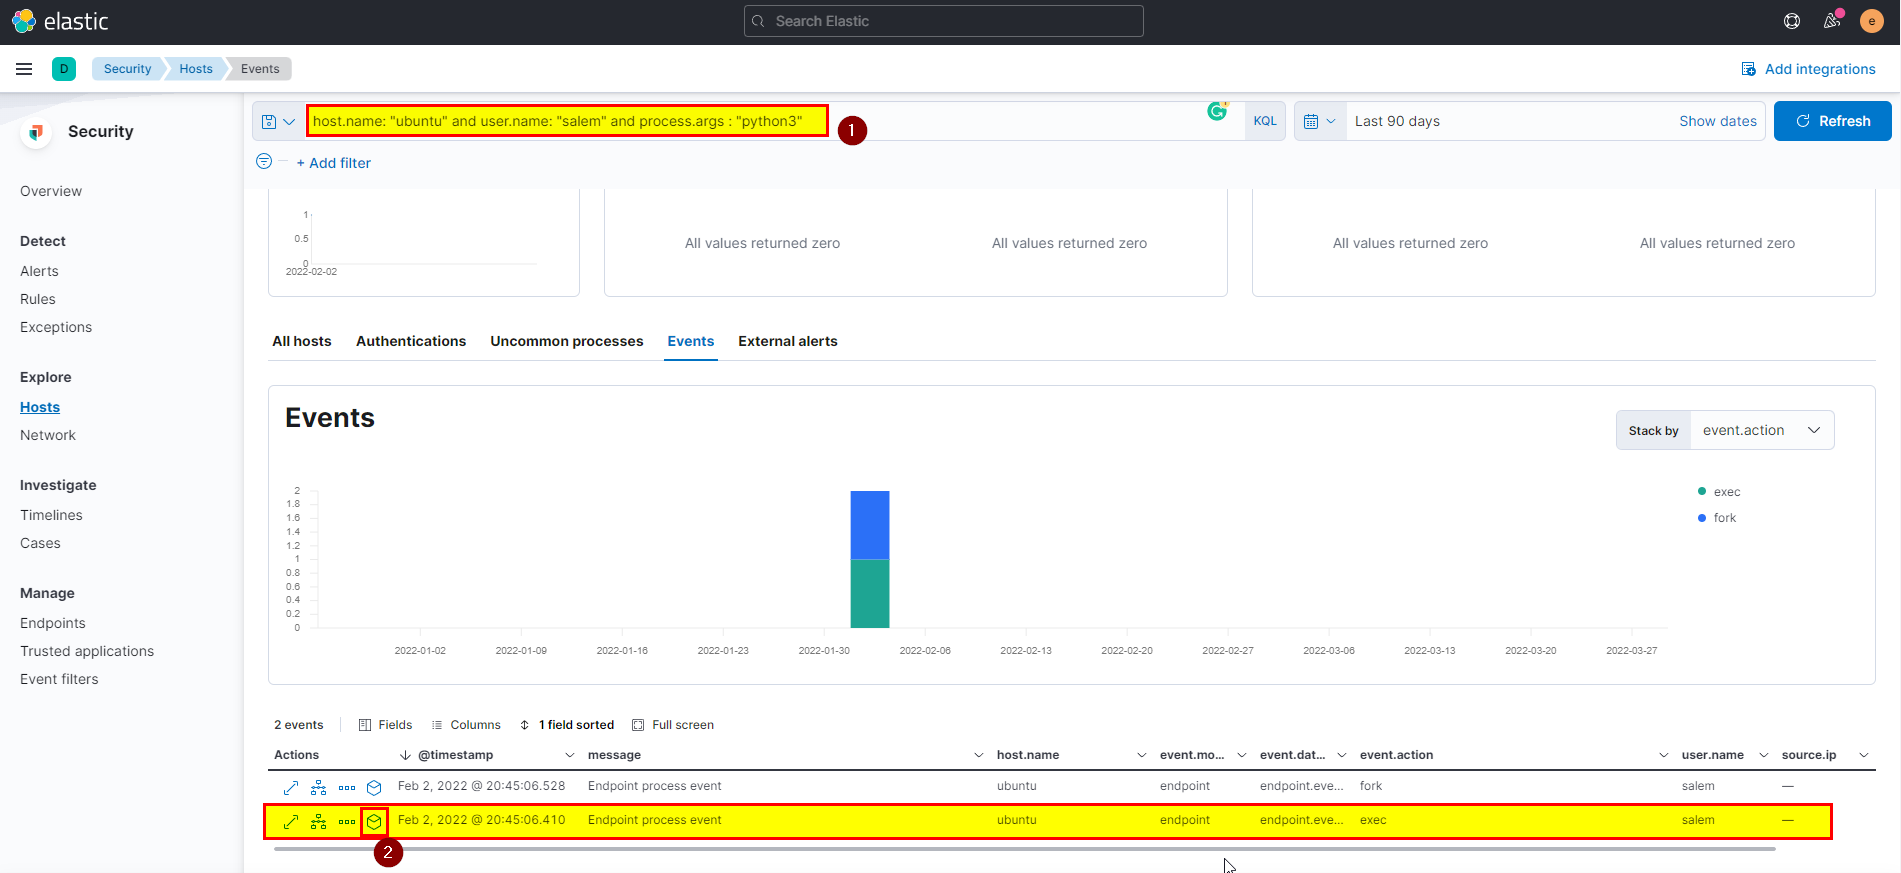 elastic
Search Elastic
e
D
Security
Hosts
Events
Add integrations
Security
host.name: "ubuntu" and user.name: "salem" and process.args : "python3"
1
KQL
Last 90 days
Show dates
Refresh
+ Add filter
Overview
Detect
Alerts
Rules
Exceptions
Explore
Hosts
Network
Investigate
Timelines
Cases
Manage
Endpoints
Trusted applications
Event filters
1
0.5
0
2022-02-02
All values returned zero
All values returned zero
All values returned zero
All values returned zero
All hosts
Authentications
Uncommon processes
Events
External alerts
Events
Stack by
event.action
2
1.8
1.6
1.4
1.2
1
0.8
0.6
0.4
0.2
0
2022-01-02
2022-01-09
2022-01-16
2022-01-23
2022-01-30
2022-02-06
2022-02-13
2022-02-20
2022-02-27
2022-03-06
2022-03-13
2022-03-20
2022-03-27
exec
fork
2 events
Fields
Columns
1 field sorted
Full screen
Actions @timestamp message host.name event.mo... event.dat... event.action user.name source.ip
Feb 2, 2022 @ 20:45:06.528 Endpoint process event ubuntu endpoint endpoint.eve... fork salem —
Feb 2, 2022 @ 20:45:06.410 Endpoint process event ubuntu endpoint endpoint.eve... exec salem —
2